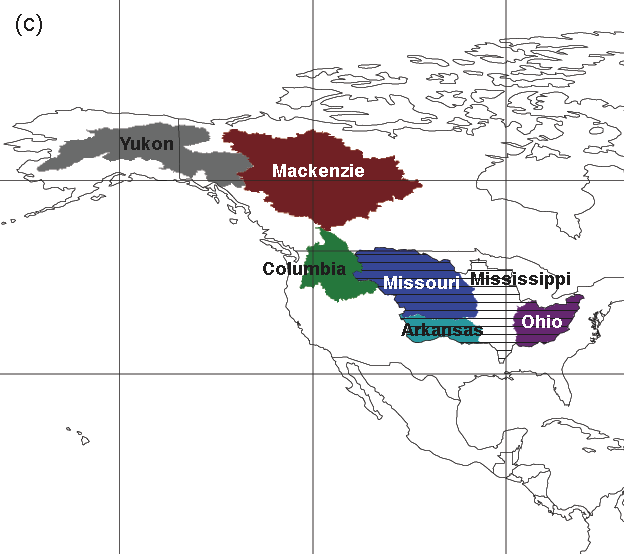 (c)
Yukon
Mackenzie
Columbia
Missouri
Mississippi
Arkansas
Ohio